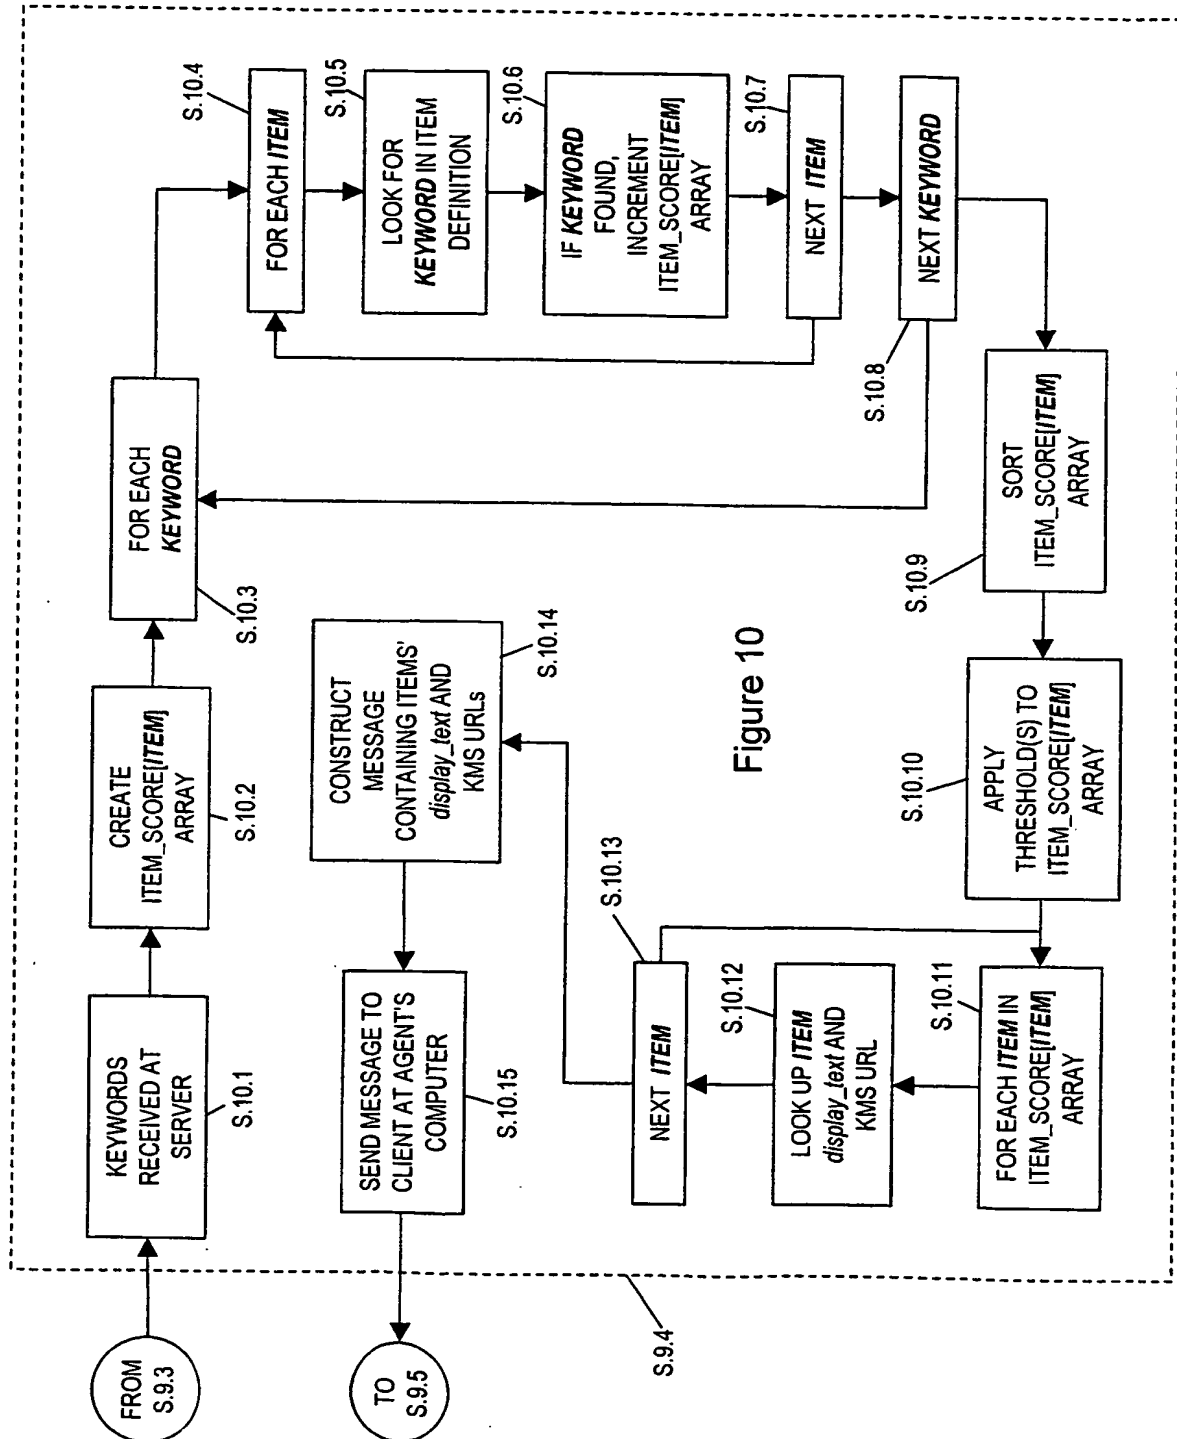 FROM
S.9.3
KEYWORDS
RECEIVED AT
SERVER
S.10.1
CREATE
ITEM_SCORE[ITEM]
ARRAY
S.10.2
FOR EACH
KEYWORD
S.10.3
FOR EACH ITEM
S.10.4
LOOK FOR
KEYWORD IN ITEM
DEFINITION
S.10.5
IF KEYWORD
FOUND,
INCREMENT
ITEM_SCORE[ITEM]
ARRAY
S.10.6
NEXT ITEM
S.10.7
NEXT KEYWORD
S.10.8
SORT
ITEM_SCORE[ITEM]
ARRAY
S.10.9
APPLY
THRESHOLD(S) TO
ITEM_SCORE[ITEM]
ARRAY
S.10.10
FOR EACH ITEM IN
ITEM_SCORE[ITEM]
ARRAY
S.10.11
LOOK UP ITEM
display_text AND
KMS URL
S.10.12
NEXT ITEM
S.10.13
CONSTRUCT
MESSAGE
CONTAINING ITEMS'
display_text AND
KMS URLs
S.10.14
SEND MESSAGE TO
CLIENT AT AGENT'S
COMPUTER
S.10.15
TO
S.9.5
S.9.4
Figure 10